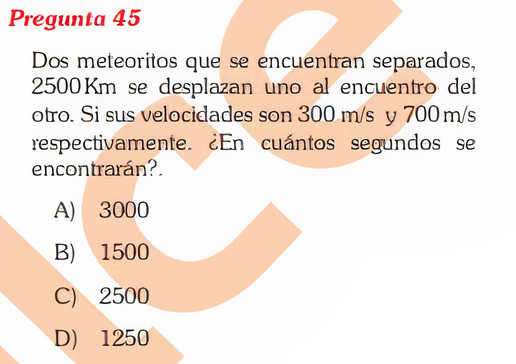 Pregunta 45
Dos meteoritos que se encuentran separados,
2500 Km se desplazan uno al encuentro del
otro. Si sus velocidades son 300 m/s y 700 m/s
respectivamente. ¿En cuántos segundos se
encontrarán?.
A) 3000
B) 1500
C) 2500
D) 1250